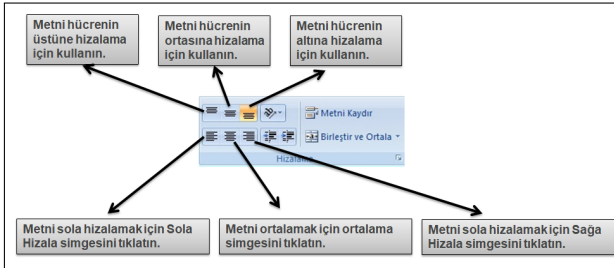 Metni hücrenin
üstüne hizalama
için kullanın.
Metni hücrenin
ortasına hizalama
için kullanın.
Metni hücrenin
altına hizalama
için kullanın.
Metni Kaydır
Birleştir ve Ortala
Hizalama
Metni sola hizalamak için Sola
Hizala simgesini tıklatın.
Metni ortalamak için ortalama
simgesini tıklatın.
Metni sola hizalamak için Sağa
Hizala simgesini tıklatın.